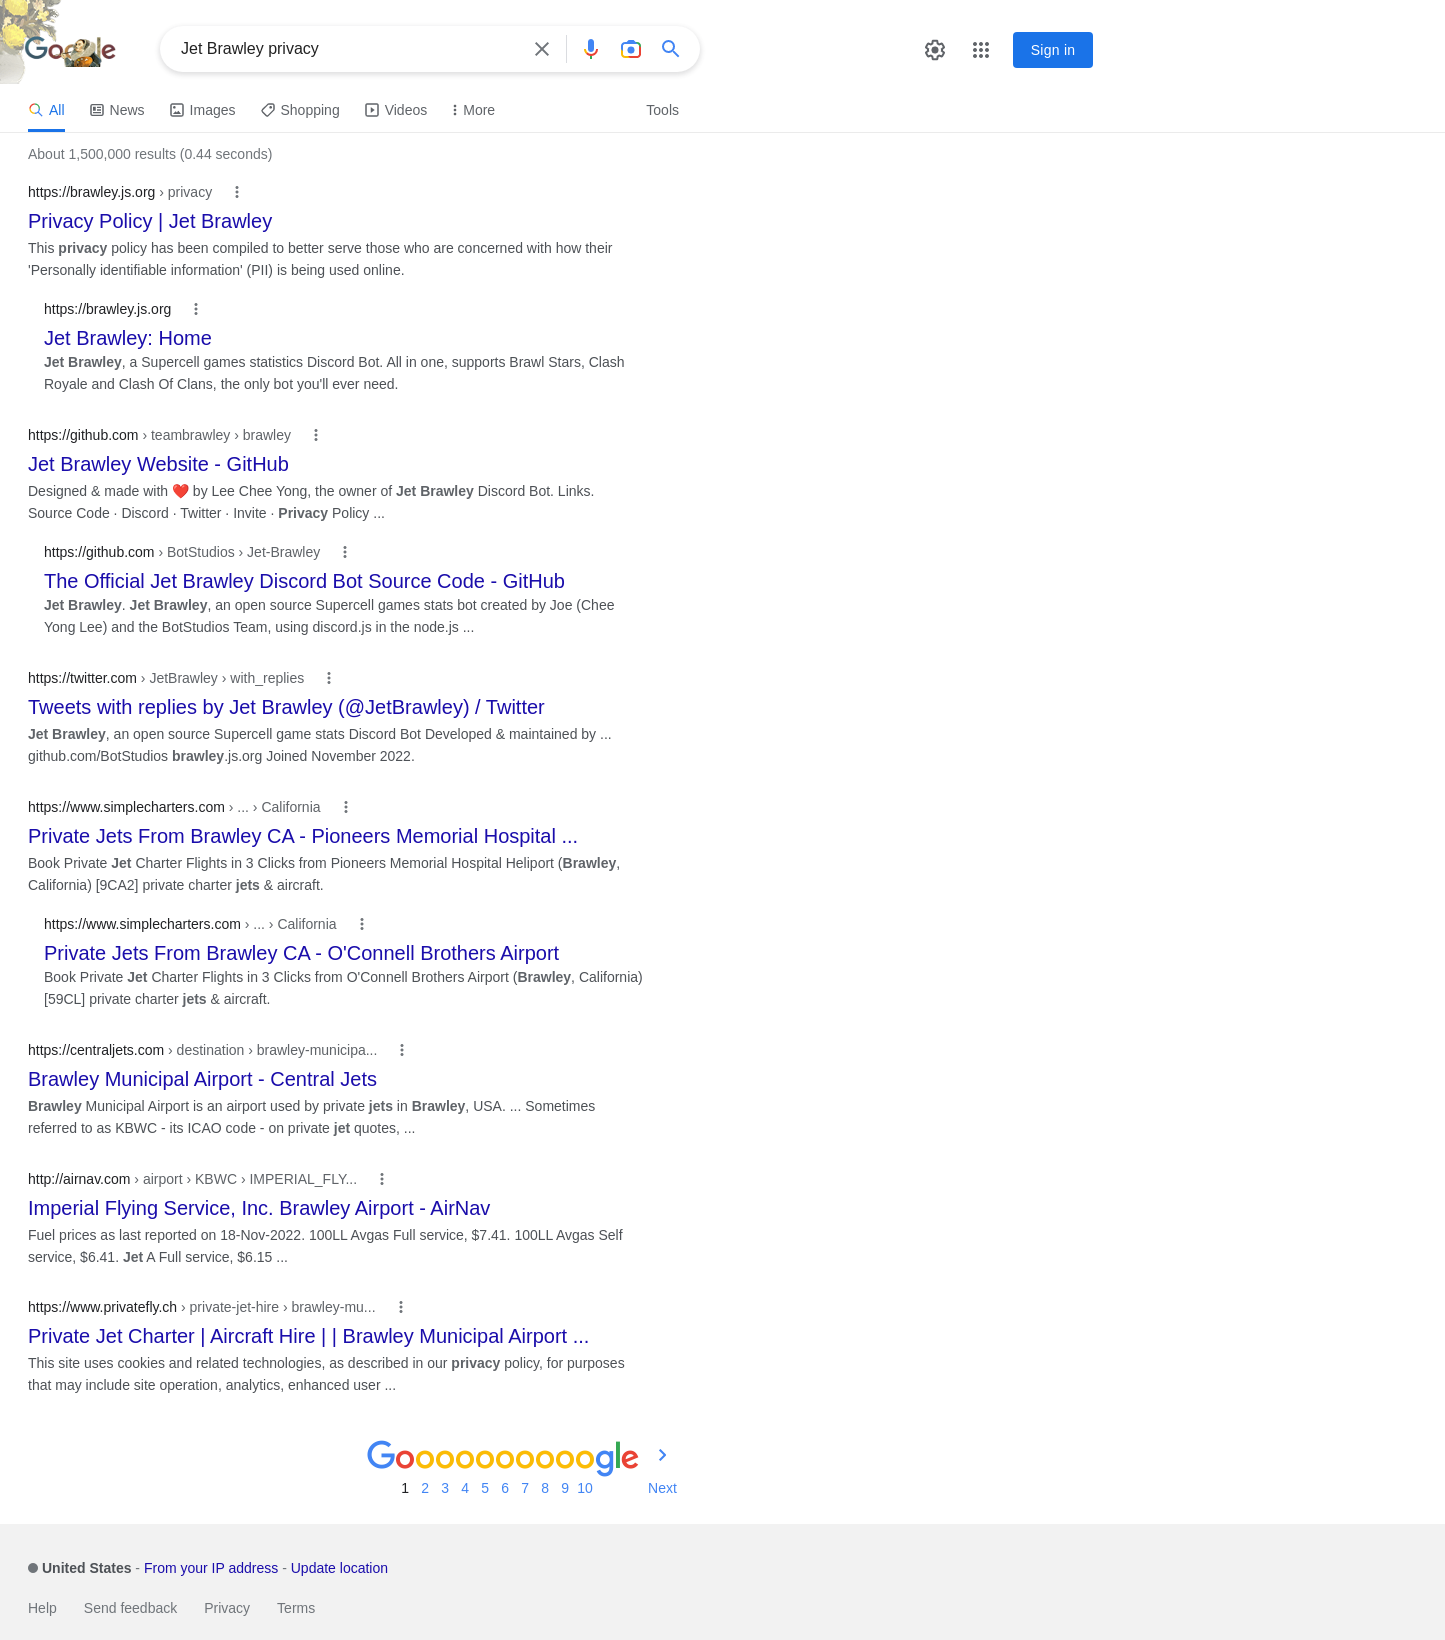 Google
Jet Brawley privacy
Sign in
All News Images Shopping Videos More Tools
About 1,500,000 results (0.44 seconds)
https://brawley.js.org › privacy
Privacy Policy | Jet Brawley
This privacy policy has been compiled to better serve those who are concerned with how their
'Personally identifiable information' (PII) is being used online.
https://brawley.js.org
Jet Brawley: Home
Jet Brawley, a Supercell games statistics Discord Bot. All in one, supports Brawl Stars, Clash
Royale and Clash Of Clans, the only bot you'll ever need.
https://github.com › teambrawley › brawley
Jet Brawley Website - GitHub
Designed & made with ❤️ by Lee Chee Yong, the owner of Jet Brawley Discord Bot. Links.
Source Code · Discord · Twitter · Invite · Privacy Policy ...
https://github.com › BotStudios › Jet-Brawley
The Official Jet Brawley Discord Bot Source Code - GitHub
Jet Brawley. Jet Brawley, an open source Supercell games stats bot created by Joe (Chee
Yong Lee) and the BotStudios Team, using discord.js in the node.js ...
https://twitter.com › JetBrawley › with_replies
Tweets with replies by Jet Brawley (@JetBrawley) / Twitter
Jet Brawley, an open source Supercell game stats Discord Bot Developed & maintained by ...
github.com/BotStudios brawley.js.org Joined November 2022.
https://www.simplecharters.com › ... › California
Private Jets From Brawley CA - Pioneers Memorial Hospital ...
Book Private Jet Charter Flights in 3 Clicks from Pioneers Memorial Hospital Heliport (Brawley,
California) [9CA2] private charter jets & aircraft.
https://www.simplecharters.com › ... › California
Private Jets From Brawley CA - O'Connell Brothers Airport
Book Private Jet Charter Flights in 3 Clicks from O'Connell Brothers Airport (Brawley, California)
[59CL] private charter jets & aircraft.
https://centraljets.com › destination › brawley-municipa...
Brawley Municipal Airport - Central Jets
Brawley Municipal Airport is an airport used by private jets in Brawley, USA. ... Sometimes
referred to as KBWC - its ICAO code - on private jet quotes, ...
http://airnav.com › airport › KBWC › IMPERIAL_FLY...
Imperial Flying Service, Inc. Brawley Airport - AirNav
Fuel prices as last reported on 18-Nov-2022. 100LL Avgas Full service, $7.41. 100LL Avgas Self
service, $6.41. Jet A Full service, $6.15 ...
https://www.privatefly.ch › private-jet-hire › brawley-mu...
Private Jet Charter | Aircraft Hire | | Brawley Municipal Airport ...
This site uses cookies and related technologies, as described in our privacy policy, for purposes
that may include site operation, analytics, enhanced user ...
Goooooooooogle
1 2 3 4 5 6 7 8 9 10 Next
United States - From your IP address - Update location
Help Send feedback Privacy Terms